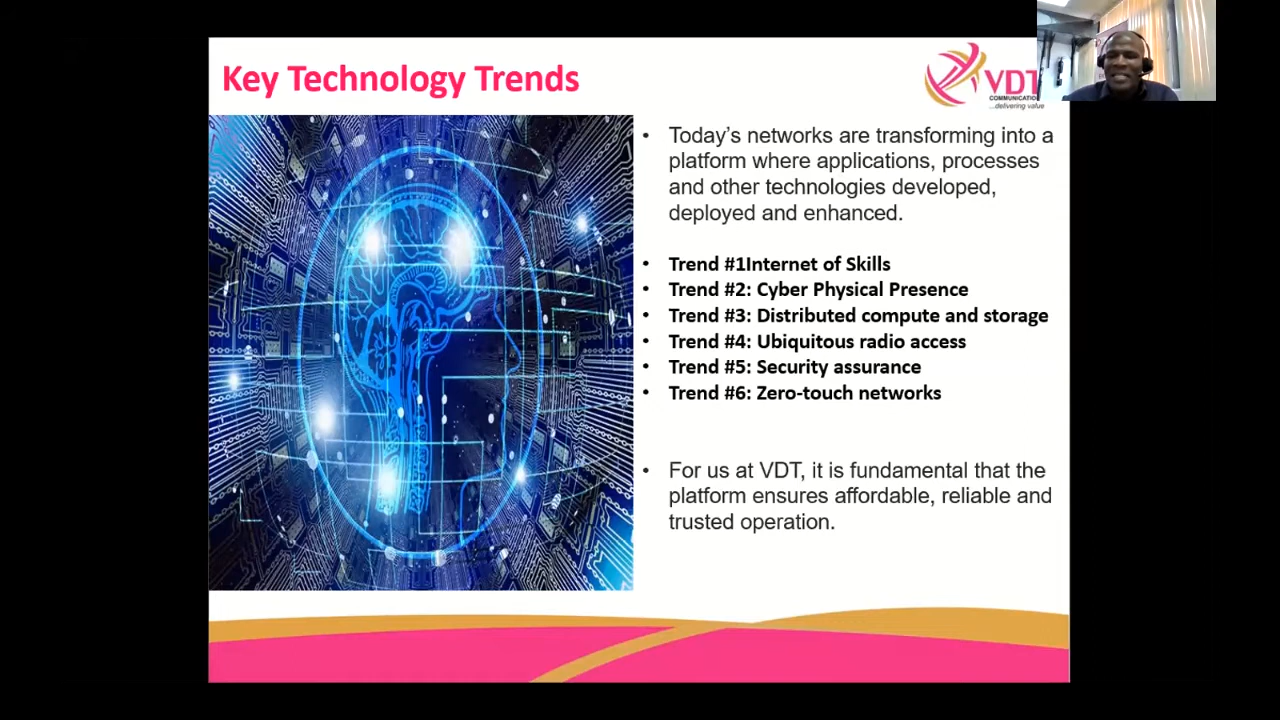 Key Technology Trends
VDT
COMMUNICATION
...delivering value
• Today’s networks are transforming into a
platform where applications, processes
and other technologies developed,
deployed and enhanced.
• Trend #1Internet of Skills
• Trend #2: Cyber Physical Presence
• Trend #3: Distributed compute and storage
• Trend #4: Ubiquitous radio access
• Trend #5: Security assurance
• Trend #6: Zero-touch networks
• For us at VDT, it is fundamental that the
platform ensures affordable, reliable and
trusted operation.